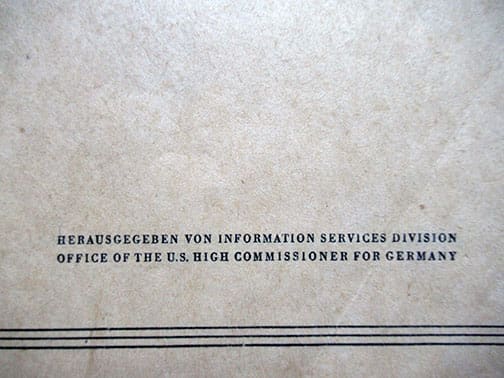 HERAUSGEGEBEN VON INFORMATION SERVICES DIVISION
OFFICE OF THE U.S. HIGH COMMISSIONER FOR GERMANY